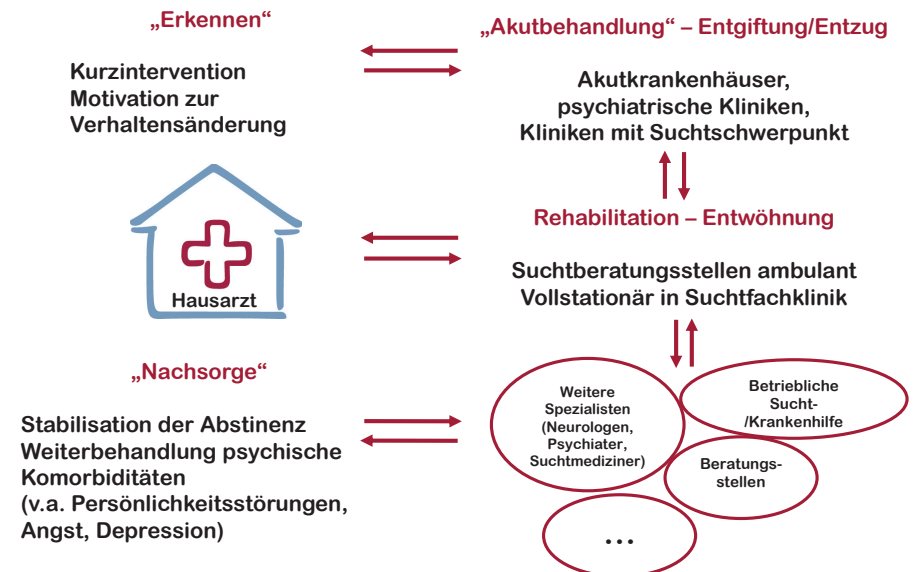 „Erkennen“
Kurzintervention
Motivation zur
Verhaltensänderung
„Akutbehandlung“ – Entgiftung/Entzug
Akutkrankenhäuser,
psychiatrische Kliniken,
Kliniken mit Suchtschwerpunkt
Hausarzt
Rehabilitation – Entwöhnung
Suchtberatungsstellen ambulant
Vollstationär in Suchtfachklinik
„Nachsorge“
Stabilisation der Abstinenz
Weiterbehandlung psychische
Komorbiditäten
(v.a. Persönlichkeitsstörungen,
Angst, Depression)
Weitere
Spezialisten
(Neurologen,
Psychiater,
Suchtmediziner)
Betriebliche
Sucht-
/Krankenhilfe
Beratungs-
stellen
...